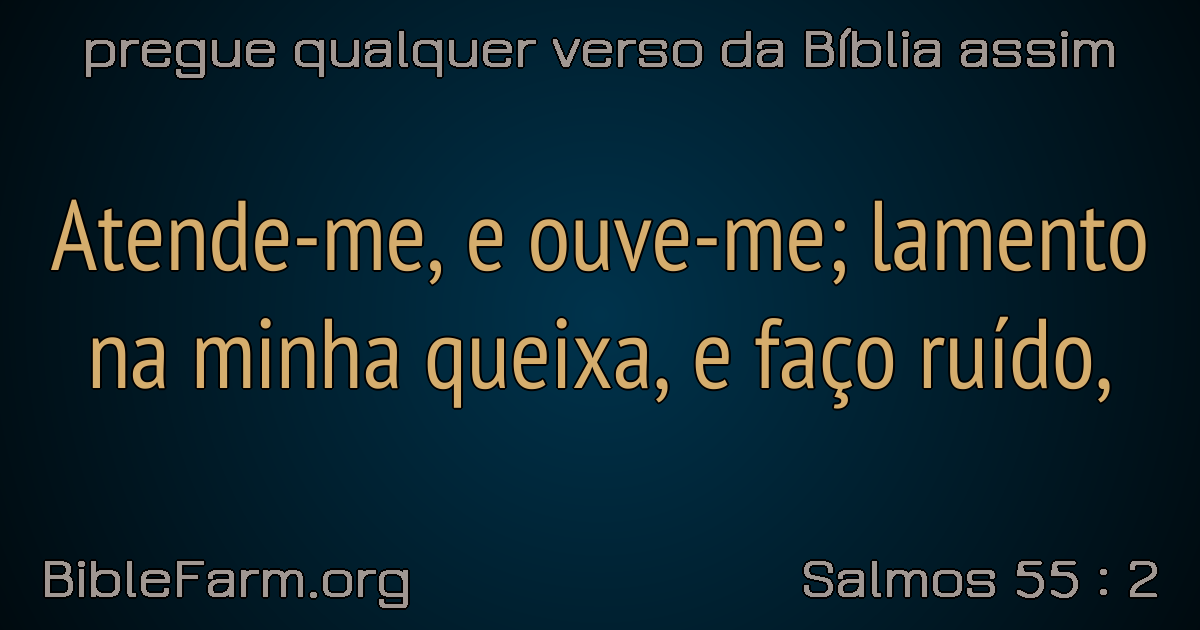 pregue qualquer verso da Bíblia assim
Atende-me, e ouve-me; lamento
na minha queixa, e faço ruído,
BibleFarm.org
Salmos 55 : 2